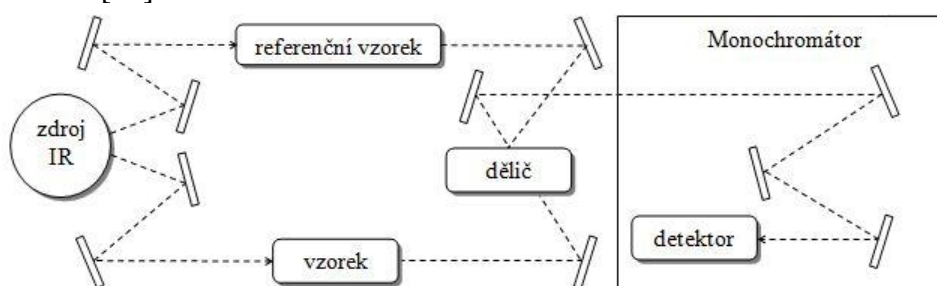 referenční vzorek
Monochromátor
zdroj
IR
dělič
detektor
vzorek